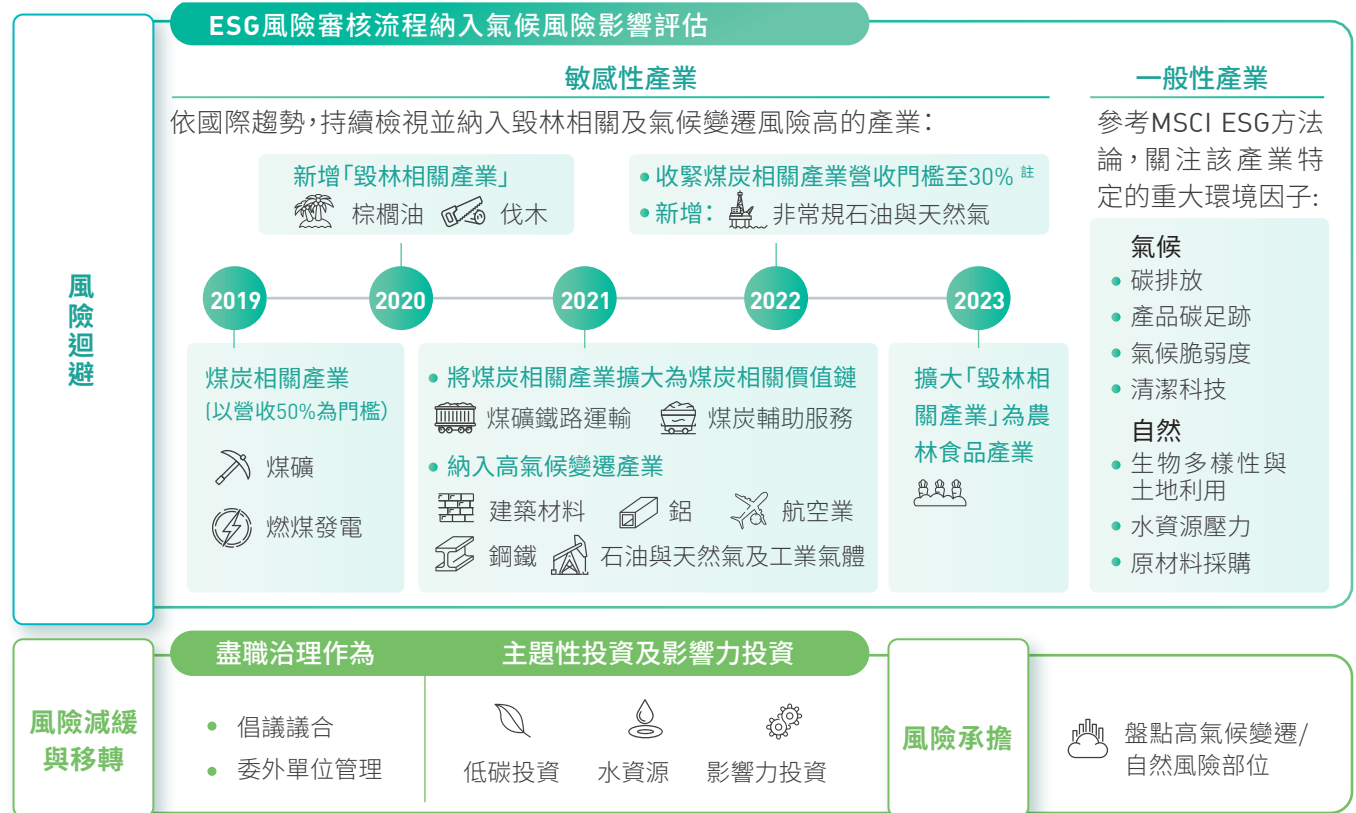 ESG風險審核流程納入氣候風險影響評估
風險迴避
敏感性產業
依國際趨勢,持續檢視並納入毀林相關及氣候變遷風險高的產業:
新增「毀林相關產業」
棕櫚油
伐木
• 收緊煤炭相關產業營收門檻至30% 註
• 新增:
非常規石油與天然氣
2019
2020
2021
2022
2023
煤炭相關產業
(以營收50%為門檻)
煤礦
燃煤發電
• 將煤炭相關產業擴大為煤炭相關價值鏈
煤礦鐵路運輸
煤炭輔助服務
• 納入高氣候變遷產業
建築材料
鋁
航空業
鋼鐵
石油與天然氣及工業氣體
擴大「毀林相
關產業」為農
林食品產業
一般性產業
參考MSCI ESG方法
論,關注該產業特
定的重大環境因子:
氣候
• 碳排放
• 產品碳足跡
• 氣候脆弱度
• 清潔科技
自然
• 生物多樣性與
土地利用
• 水資源壓力
• 原材料採購
風險減緩
與移轉
盡職治理作為
• 倡議議合
• 委外單位管理
主題性投資及影響力投資
低碳投資
水資源
影響力投資
風險承擔
盤點高氣候變遷/
自然風險部位